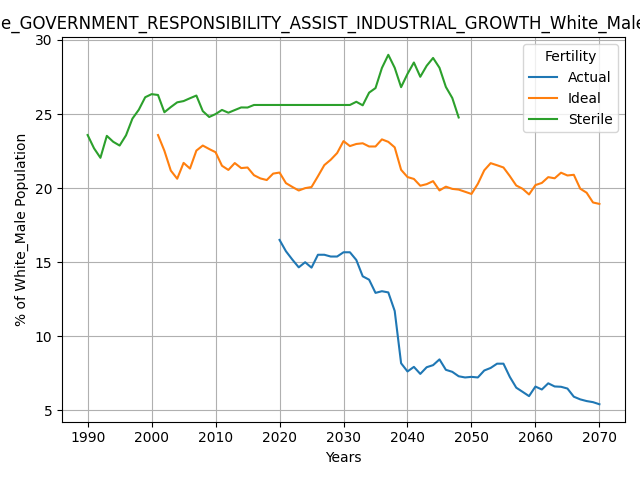 e_GOVERNMENT_RESPONSIBILITY_ASSIST_INDUSTRIAL_GROWTH_White_Male
30
25
20
15
10
5
% of White_Male Population
Fertility
Actual
Ideal
Sterile
1990 2000 2010 2020 2030 2040 2050 2060 2070
Years